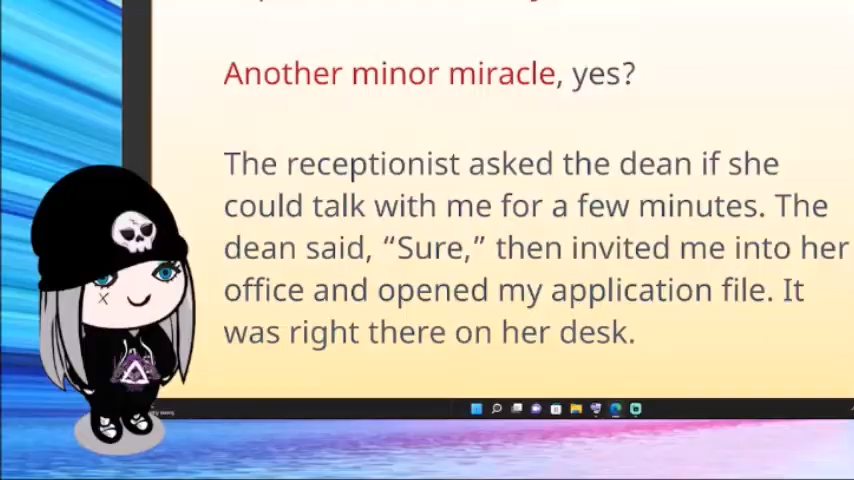 Another minor miracle, yes?
The receptionist asked the dean if she
could talk with me for a few minutes. The
dean said, “Sure,” then invited me into her
office and opened my application file. It
was right there on her desk.